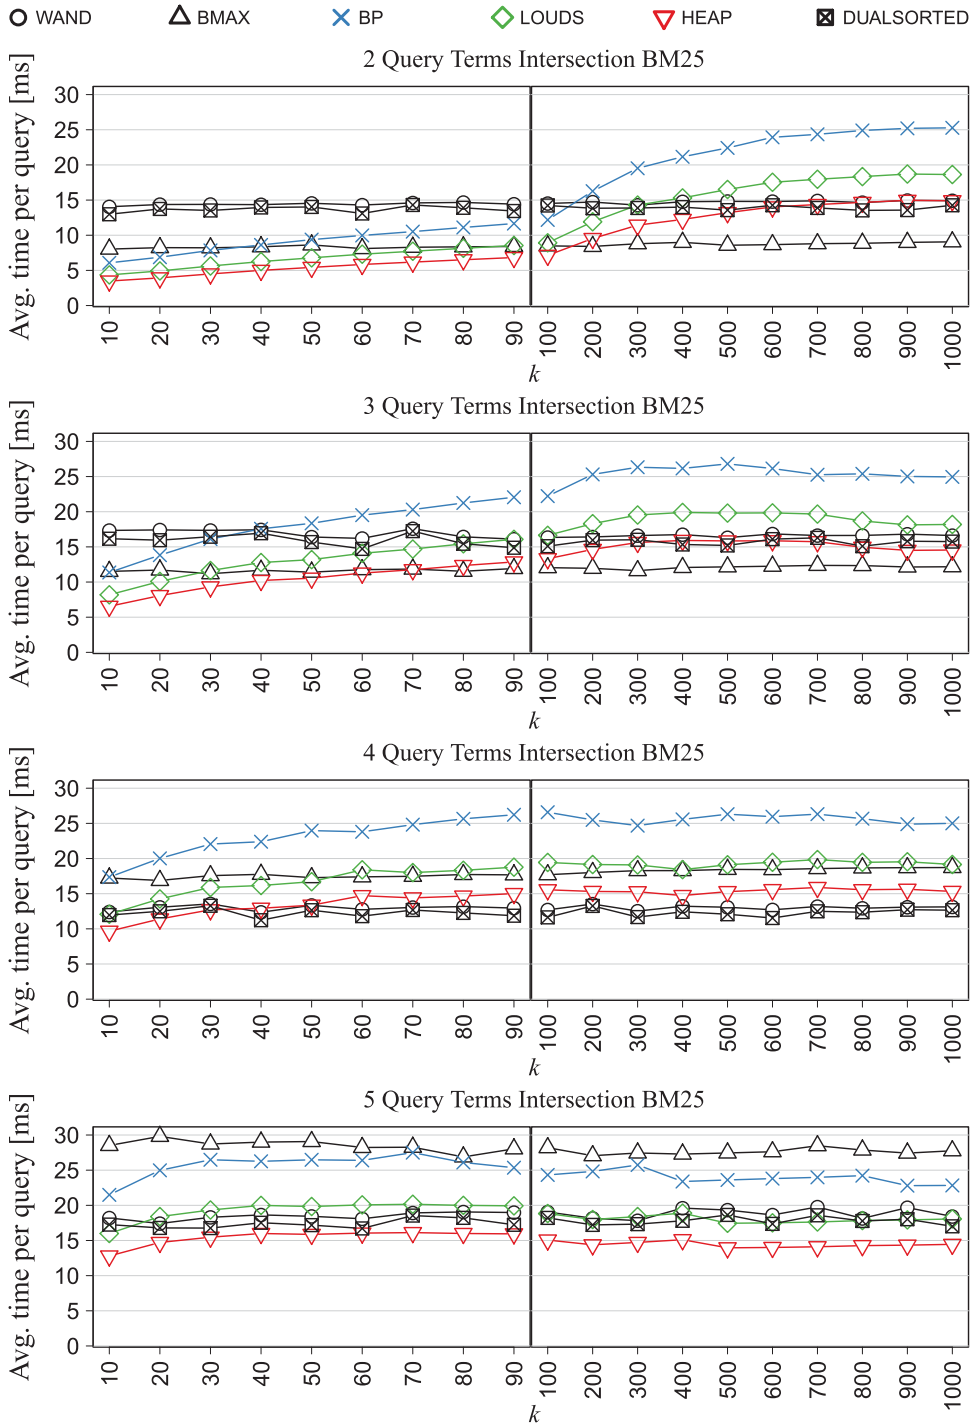 WAND BMAX BP LOUDS HEAP DUALSORTED
2 Query Terms Intersection BM25
Avg. time per query [ms]
30
25
20
15
10
5
0
10 20 30 40 50 60 70 80 90 100 200 300 400 500 600 700 800 900 1000
k
3 Query Terms Intersection BM25
Avg. time per query [ms]
30
25
20
15
10
5
0
10 20 30 40 50 60 70 80 90 100 200 300 400 500 600 700 800 900 1000
k
4 Query Terms Intersection BM25
Avg. time per query [ms]
30
25
20
15
10
5
0
10 20 30 40 50 60 70 80 90 100 200 300 400 500 600 700 800 900 1000
k
5 Query Terms Intersection BM25
Avg. time per query [ms]
30
25
20
15
10
5
0
10 20 30 40 50 60 70 80 90 100 200 300 400 500 600 700 800 900 1000
k